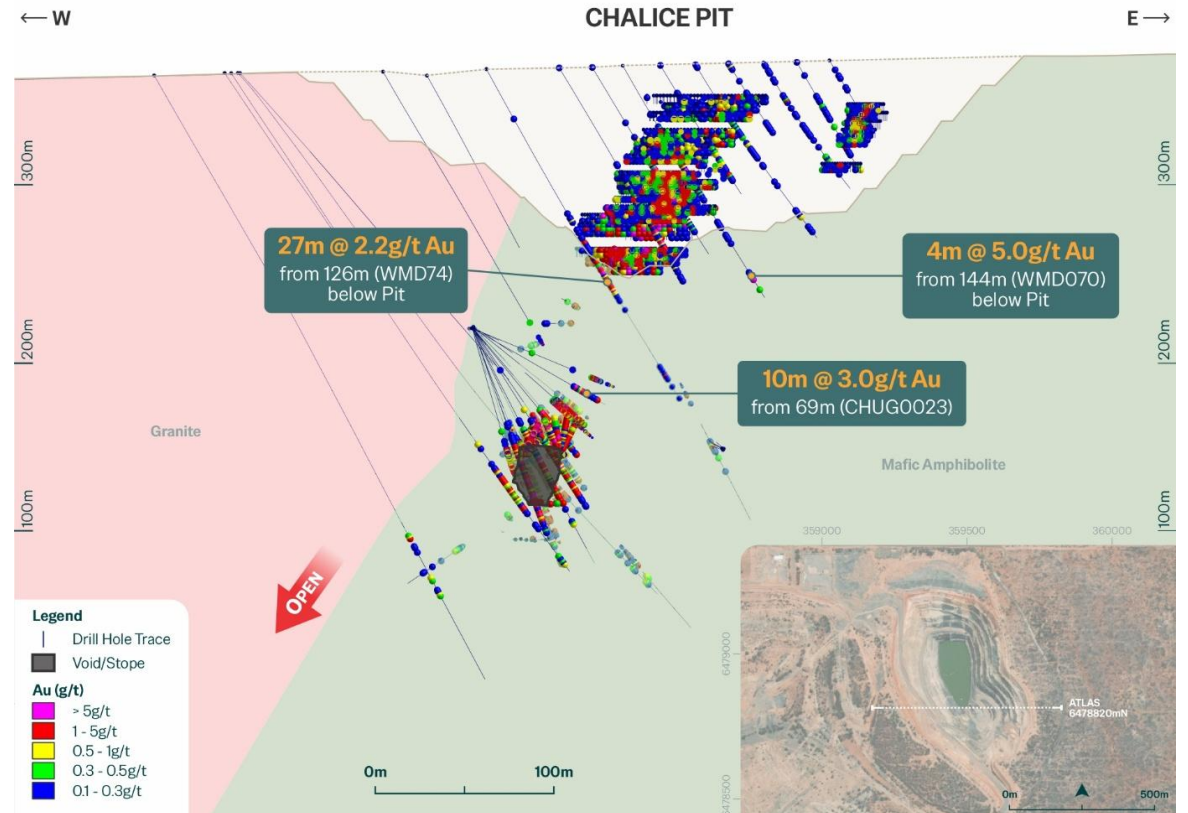 ← W
CHALICE PIT
E →
300m
200m
100m
300m
200m
100m
27m @ 2.2g/t Au
from 126m (WMD74)
below Pit
4m @ 5.0g/t Au
from 144m (WMD070)
below Pit
10m @ 3.0g/t Au
from 69m (CHUG0023)
Granite
Mafic Amphibolite
OPEN
Legend
Drill Hole Trace
Void/Stope
Au (g/t)
> 5g/t
1 - 5g/t
0.5 - 1g/t
0.3 - 0.5g/t
0.1 - 0.3g/t
0m
100m
359000
359500
360000
6479000
6478500
ATLAS
6478820mN
0m
500m